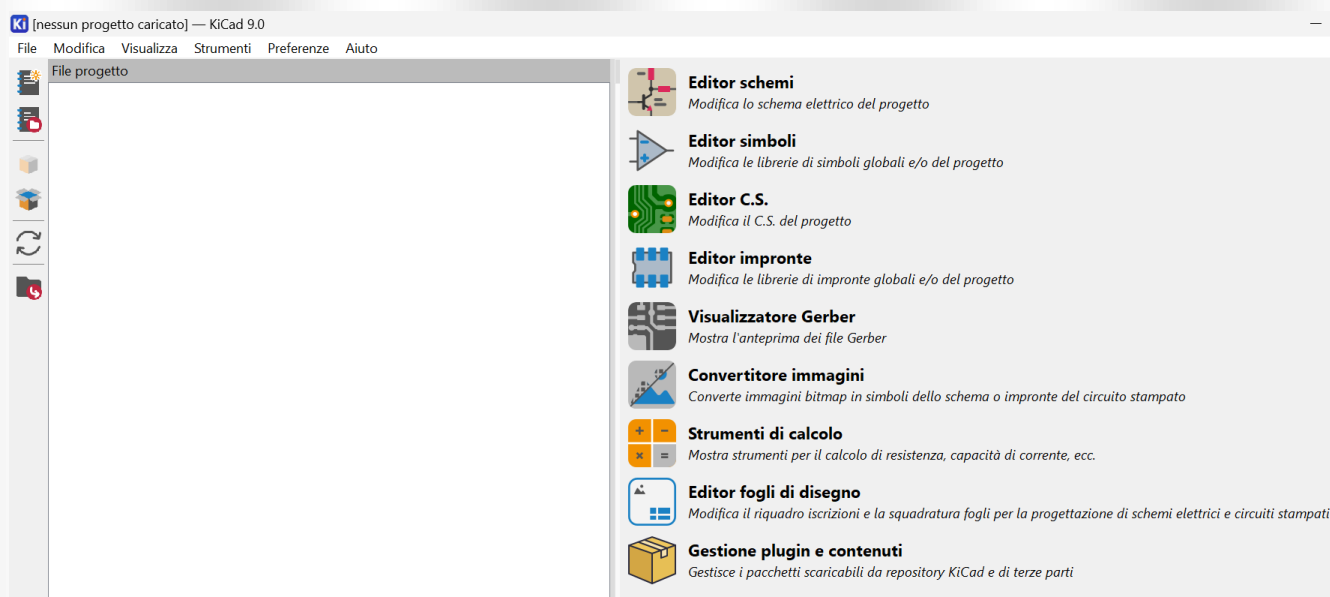 Ki [nessun progetto caricato] — KiCad 9.0
File Modifica Visualizza Strumenti Preferenze Aiuto
File progetto
Editor schemi
Modifica lo schema elettrico del progetto
Editor simboli
Modifica le librerie di simboli globali e/o del progetto
Editor C.S.
Modifica il C.S. del progetto
Editor impronte
Modifica le librerie di impronte globali e/o del progetto
Visualizzatore Gerber
Mostra l'anteprima dei file Gerber
Convertitore immagini
Converte immagini bitmap in simboli dello schema o impronte del circuito stampato
Strumenti di calcolo
Mostra strumenti per il calcolo di resistenza, capacità di corrente, ecc.
Editor fogli di disegno
Modifica il riquadro iscrizioni e la squadratura fogli per la progettazione di schemi elettrici e circuiti stampati
Gestione plugin e contenuti
Gestisce i pacchetti scaricabili da repository KiCad e di terze parti